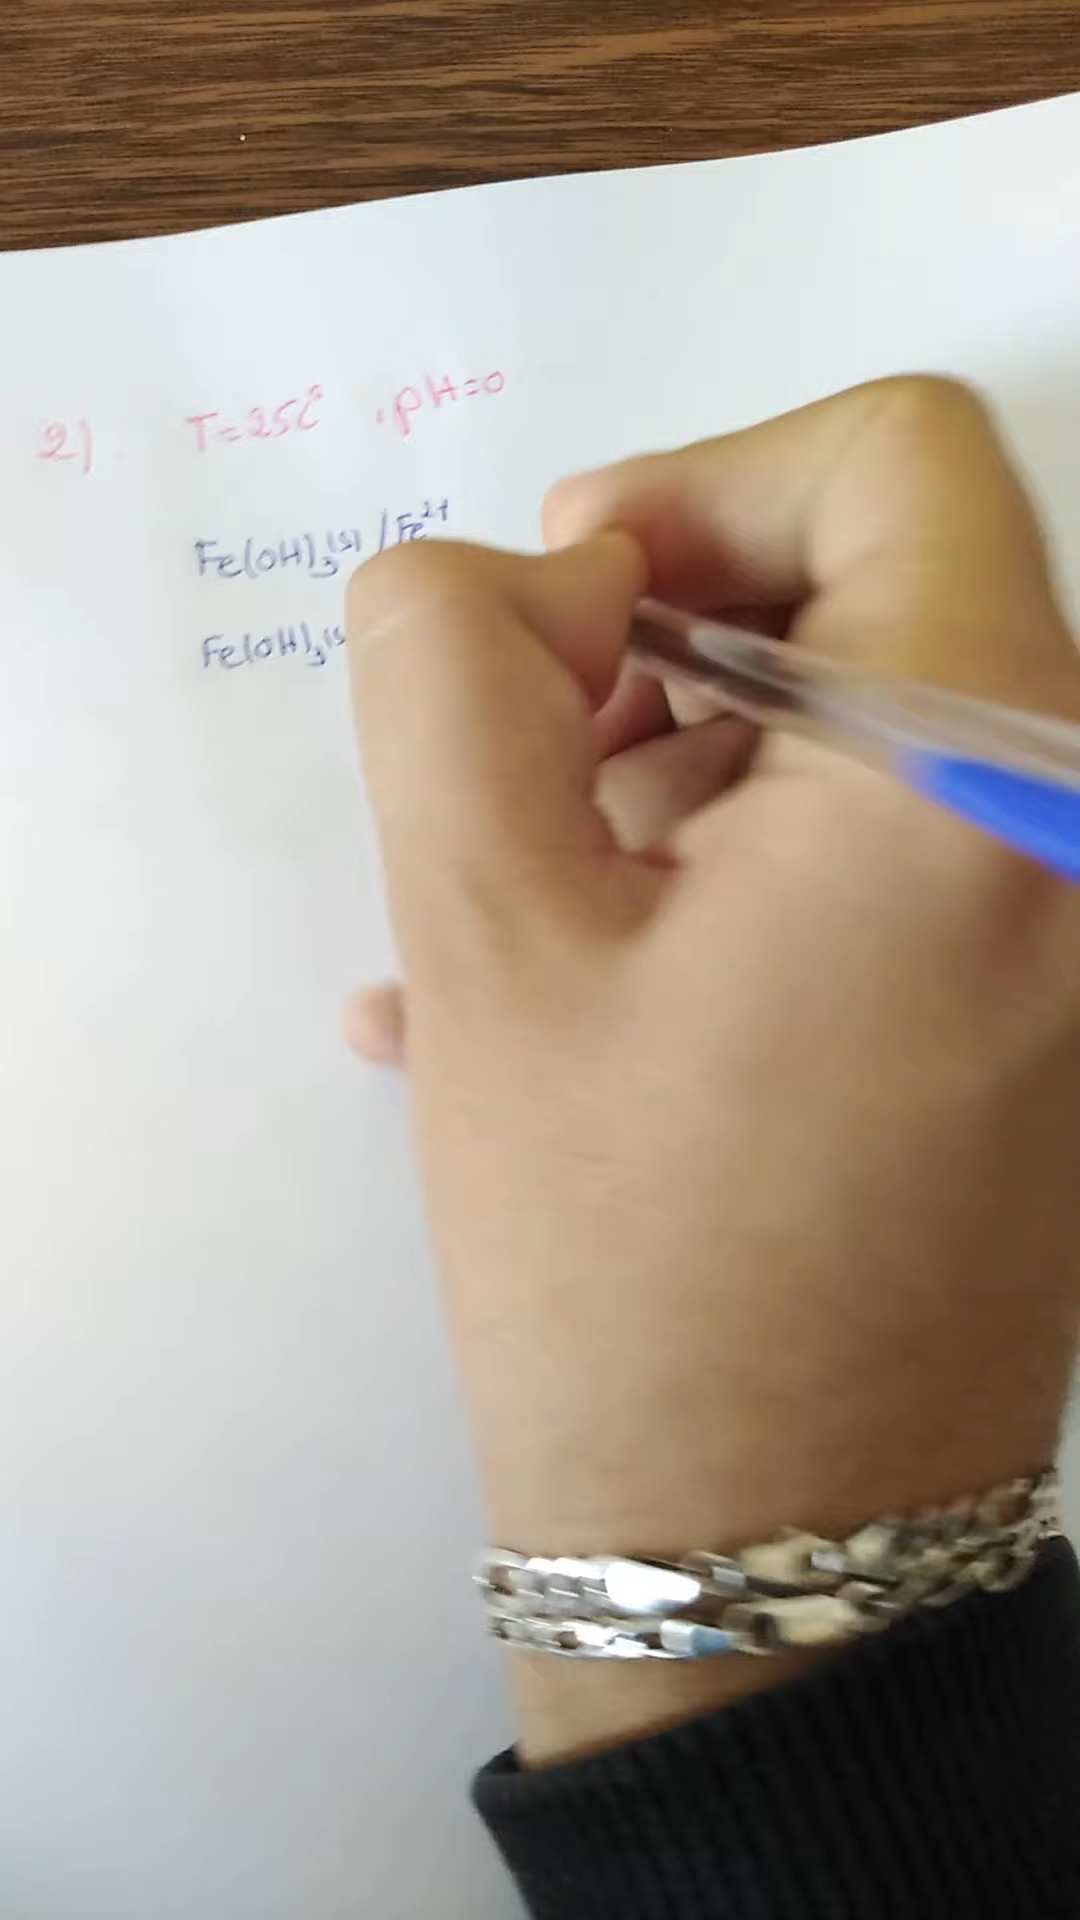 2) T=25C° , pH=0
Fe(OH)₃(s) / Fe²⁺
Fe(OH)₃(s